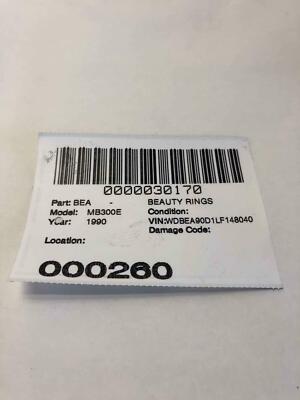 0000030170
Part: BEA - BEAUTY RINGS
Model: MB300E Condition:
Year: 1990 VIN:WDBEA90D1LF148040
Damage Code:
Location:
000260